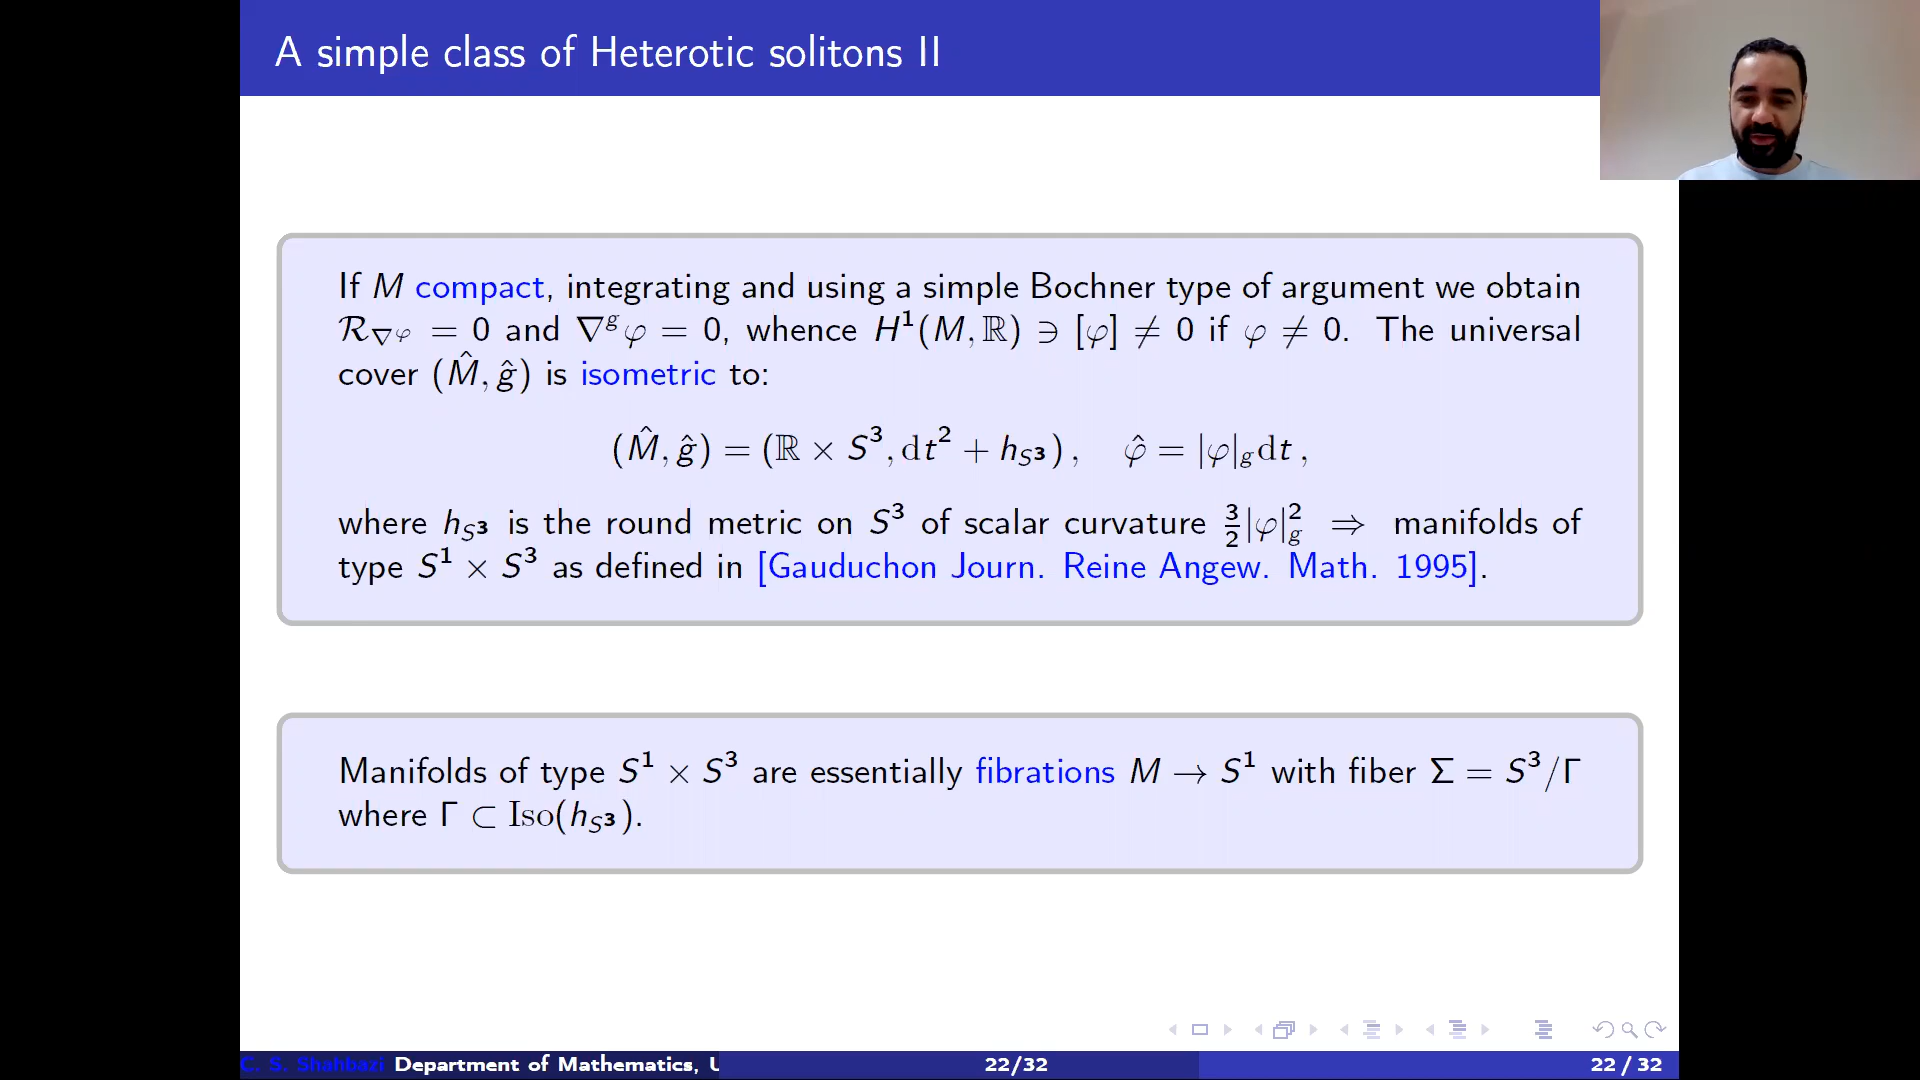 A simple class of Heterotic solitons II
If M compact, integrating and using a simple Bochner type of argument we obtain
ℛ_{∇^φ} = 0 and ∇^g φ = 0, whence H¹(M, ℝ) ∋ [φ] ≠ 0 if φ ≠ 0. The universal
cover (M̂, ĝ) is isometric to:
(M̂, ĝ) = (ℝ × S³, dt² + h_{S³}) , φ̂ = |φ|_g dt ,
where h_{S³} is the round metric on S³ of scalar curvature 3/2|φ|²_g ⇒ manifolds of
type S¹ × S³ as defined in [Gauduchon Journ. Reine Angew. Math. 1995].
Manifolds of type S¹ × S³ are essentially fibrations M → S¹ with fiber Σ = S³/Γ
where Γ ⊂ Iso(h_{S³}).
C. S. Shahbazi Department of Mathematics, U 22/32 22 / 32